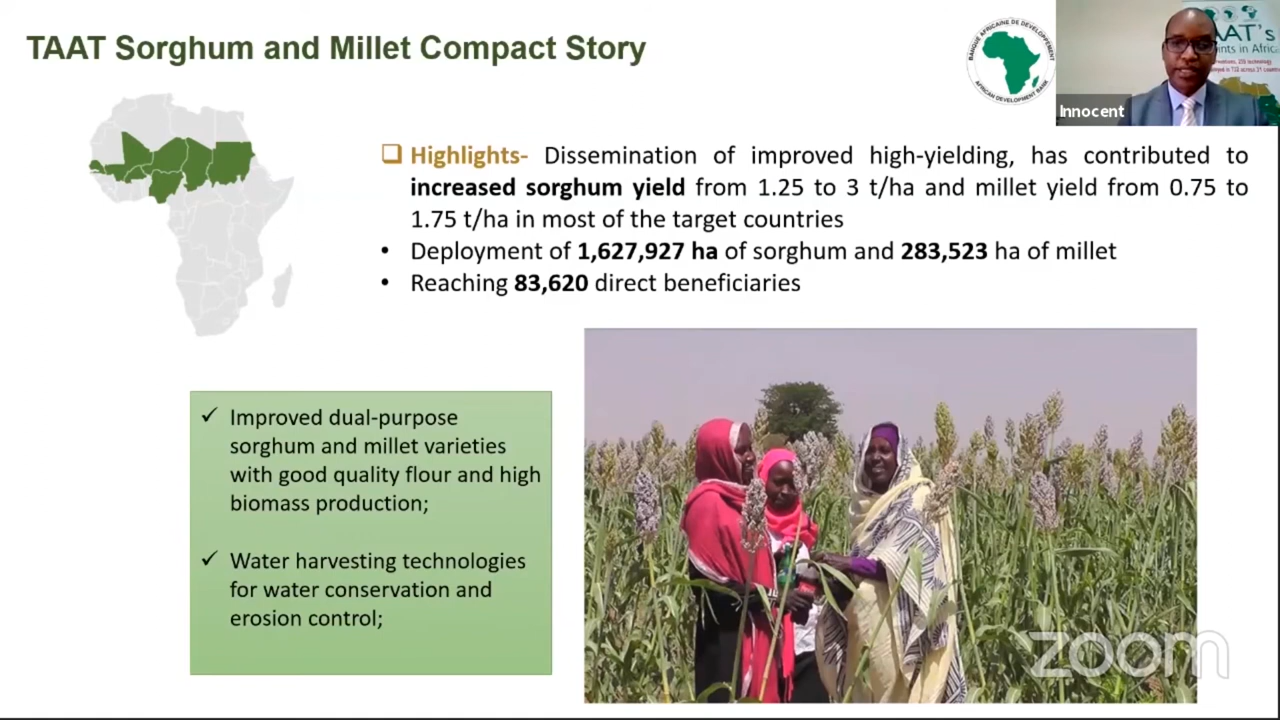 TAAT Sorghum and Millet Compact Story
BANQUE AFRICAINE DE DEVELOPPEMENT
AFRICAN DEVELOPMENT BANK
AAT's
ints in Africa
Innocent
Highlights- Dissemination of improved high-yielding, has contributed to
increased sorghum yield from 1.25 to 3 t/ha and millet yield from 0.75 to
1.75 t/ha in most of the target countries
• Deployment of 1,627,927 ha of sorghum and 283,523 ha of millet
• Reaching 83,620 direct beneficiaries
✓ Improved dual-purpose
sorghum and millet varieties
with good quality flour and high
biomass production;
✓ Water harvesting technologies
for water conservation and
erosion control;
zoom